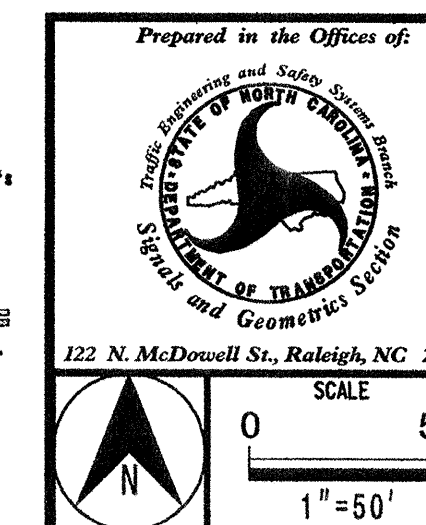 Prepared in the Offices of:
Traffic Engineering and Safety Systems Branch
STATE OF NORTH CAROLINA
DEPARTMENT OF TRANSPORTATION
Signals and Geometrics Section
122 N. McDowell St., Raleigh, NC
SCALE
0
N
1"=50'